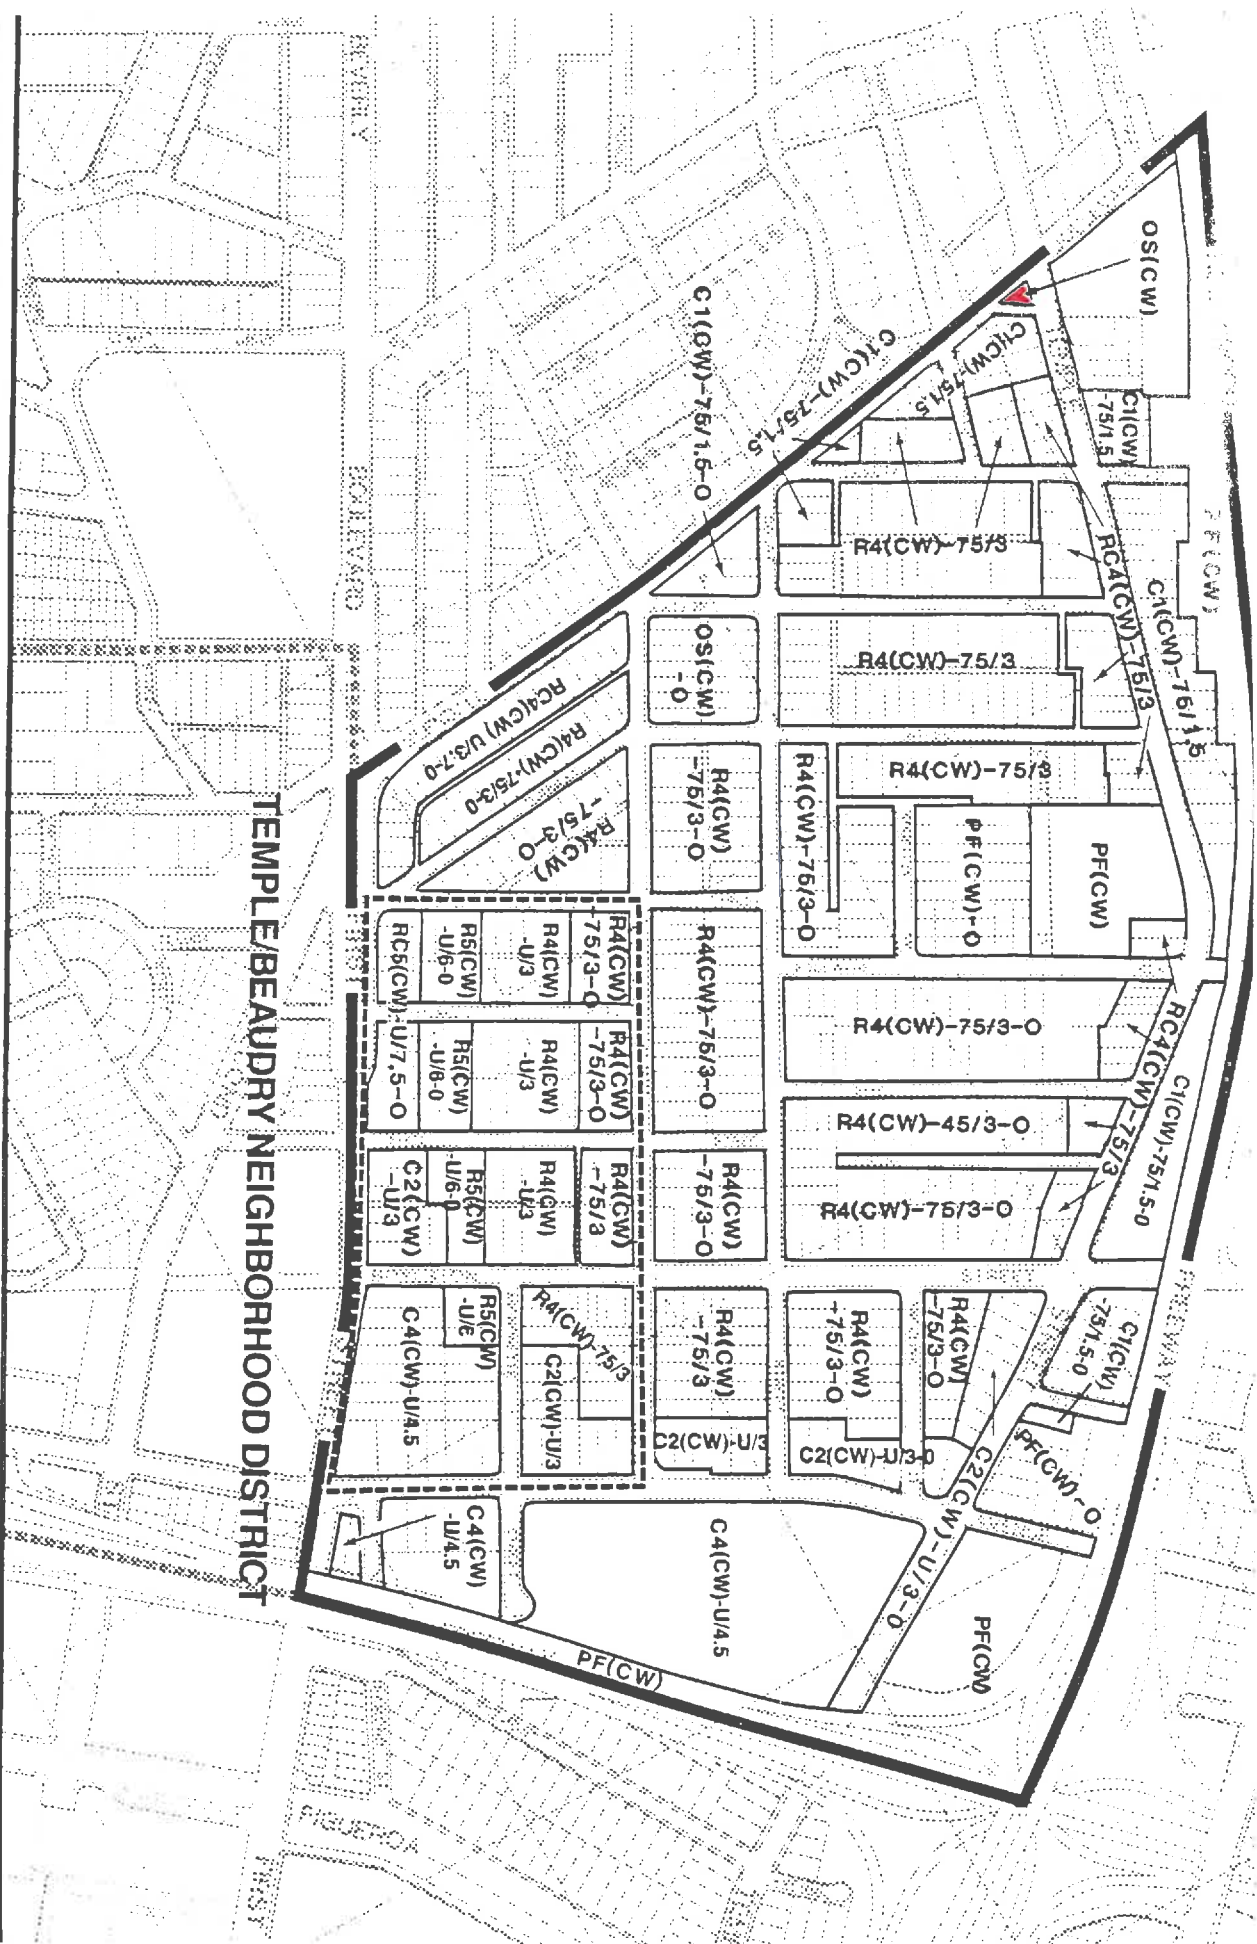 OS(CW)
C1(CW)
-75/1.5
PF(CW)
C1(CW)-75/1.5
C1(CW)-75/1.5
RC4(CW)-75/3
C1(CW)-75/1.5
C1(CW)-75/1.5-O
R4(CW)-75/3
R4(CW)-75/3
R4(CW)-75/3
PF(CW)
PF(CW)-O
R4(CW)-75/3-O
RC4(CW)-75/3
C1(CW)-75/1.5-O
R4(CW)-75/3-O
R4(CW)-45/3-O
R4(CW)-75/3-O
FREEWAY
C1(CW)
-75/1.5-O
PF(CW)-O
R4(CW)
-75/3-O
R4(CW)
-75/3-O
C2(CW)-U/3-O
C2(CW)-U/3-O
PF(CW)
OS(CW)
-O
R4(CW)
-75/3-O
R4(CW)-75/3-O
R4(CW)
-75/3-O
R4(CW)
-75/3
C2(CW)-U/3
C4(CW)-U/4.5
PF(CW)
RC4(CW) U/3.7-O
R4(CW)-75/3-O
R4(CW)
-75/3-O
R4(CW)
-75/3-O
R4(CW)
-U/3
R5(CW)
-U/6-O
RC5(CW)-U/7.5-O
R4(CW)
-75/3-O
R4(CW)
-U/3
R5(CW)
-U/6-O
R4(CW)
-75/3
R4(CW)
-U/3
R5(CW)
-U/6-O
C2(CW)
-U/3
R4(CW)-75/3
C2(CW)-U/3
R5(CW)
-U/6
C4(CW)-U/4.5
C4(CW)
-U/4.5
BEVERLY
BOULEVARD
TEMPLE/BEAUDRY NEIGHBORHOOD DISTRICT
FIGUEROA
FIRST